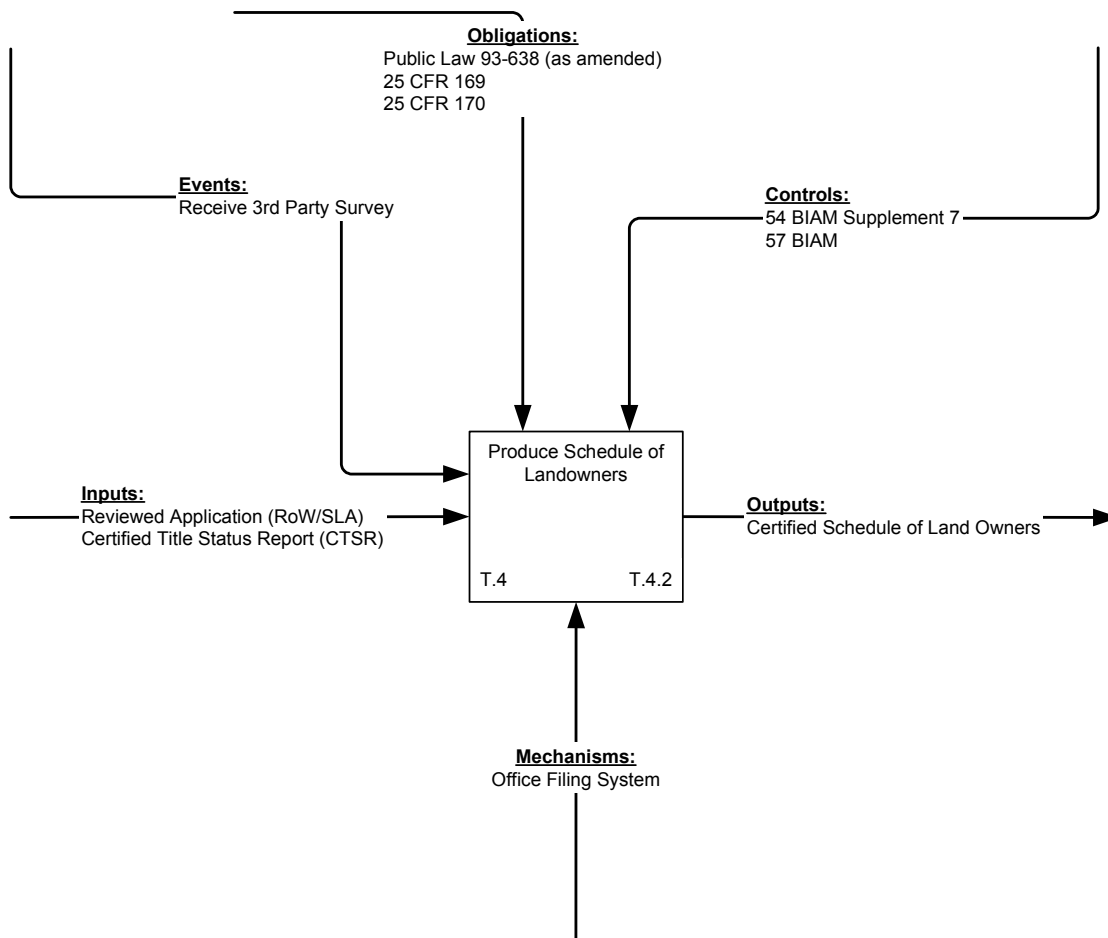 Obligations:
Public Law 93-638 (as amended)
25 CFR 169
25 CFR 170
Events:
Receive 3rd Party Survey
Controls:
54 BIAM Supplement 7
57 BIAM
Produce Schedule of
Landowners
T.4 T.4.2
Inputs:
Reviewed Application (RoW/SLA)
Certified Title Status Report (CTSR)
Outputs:
Certified Schedule of Land Owners
Mechanisms:
Office Filing System